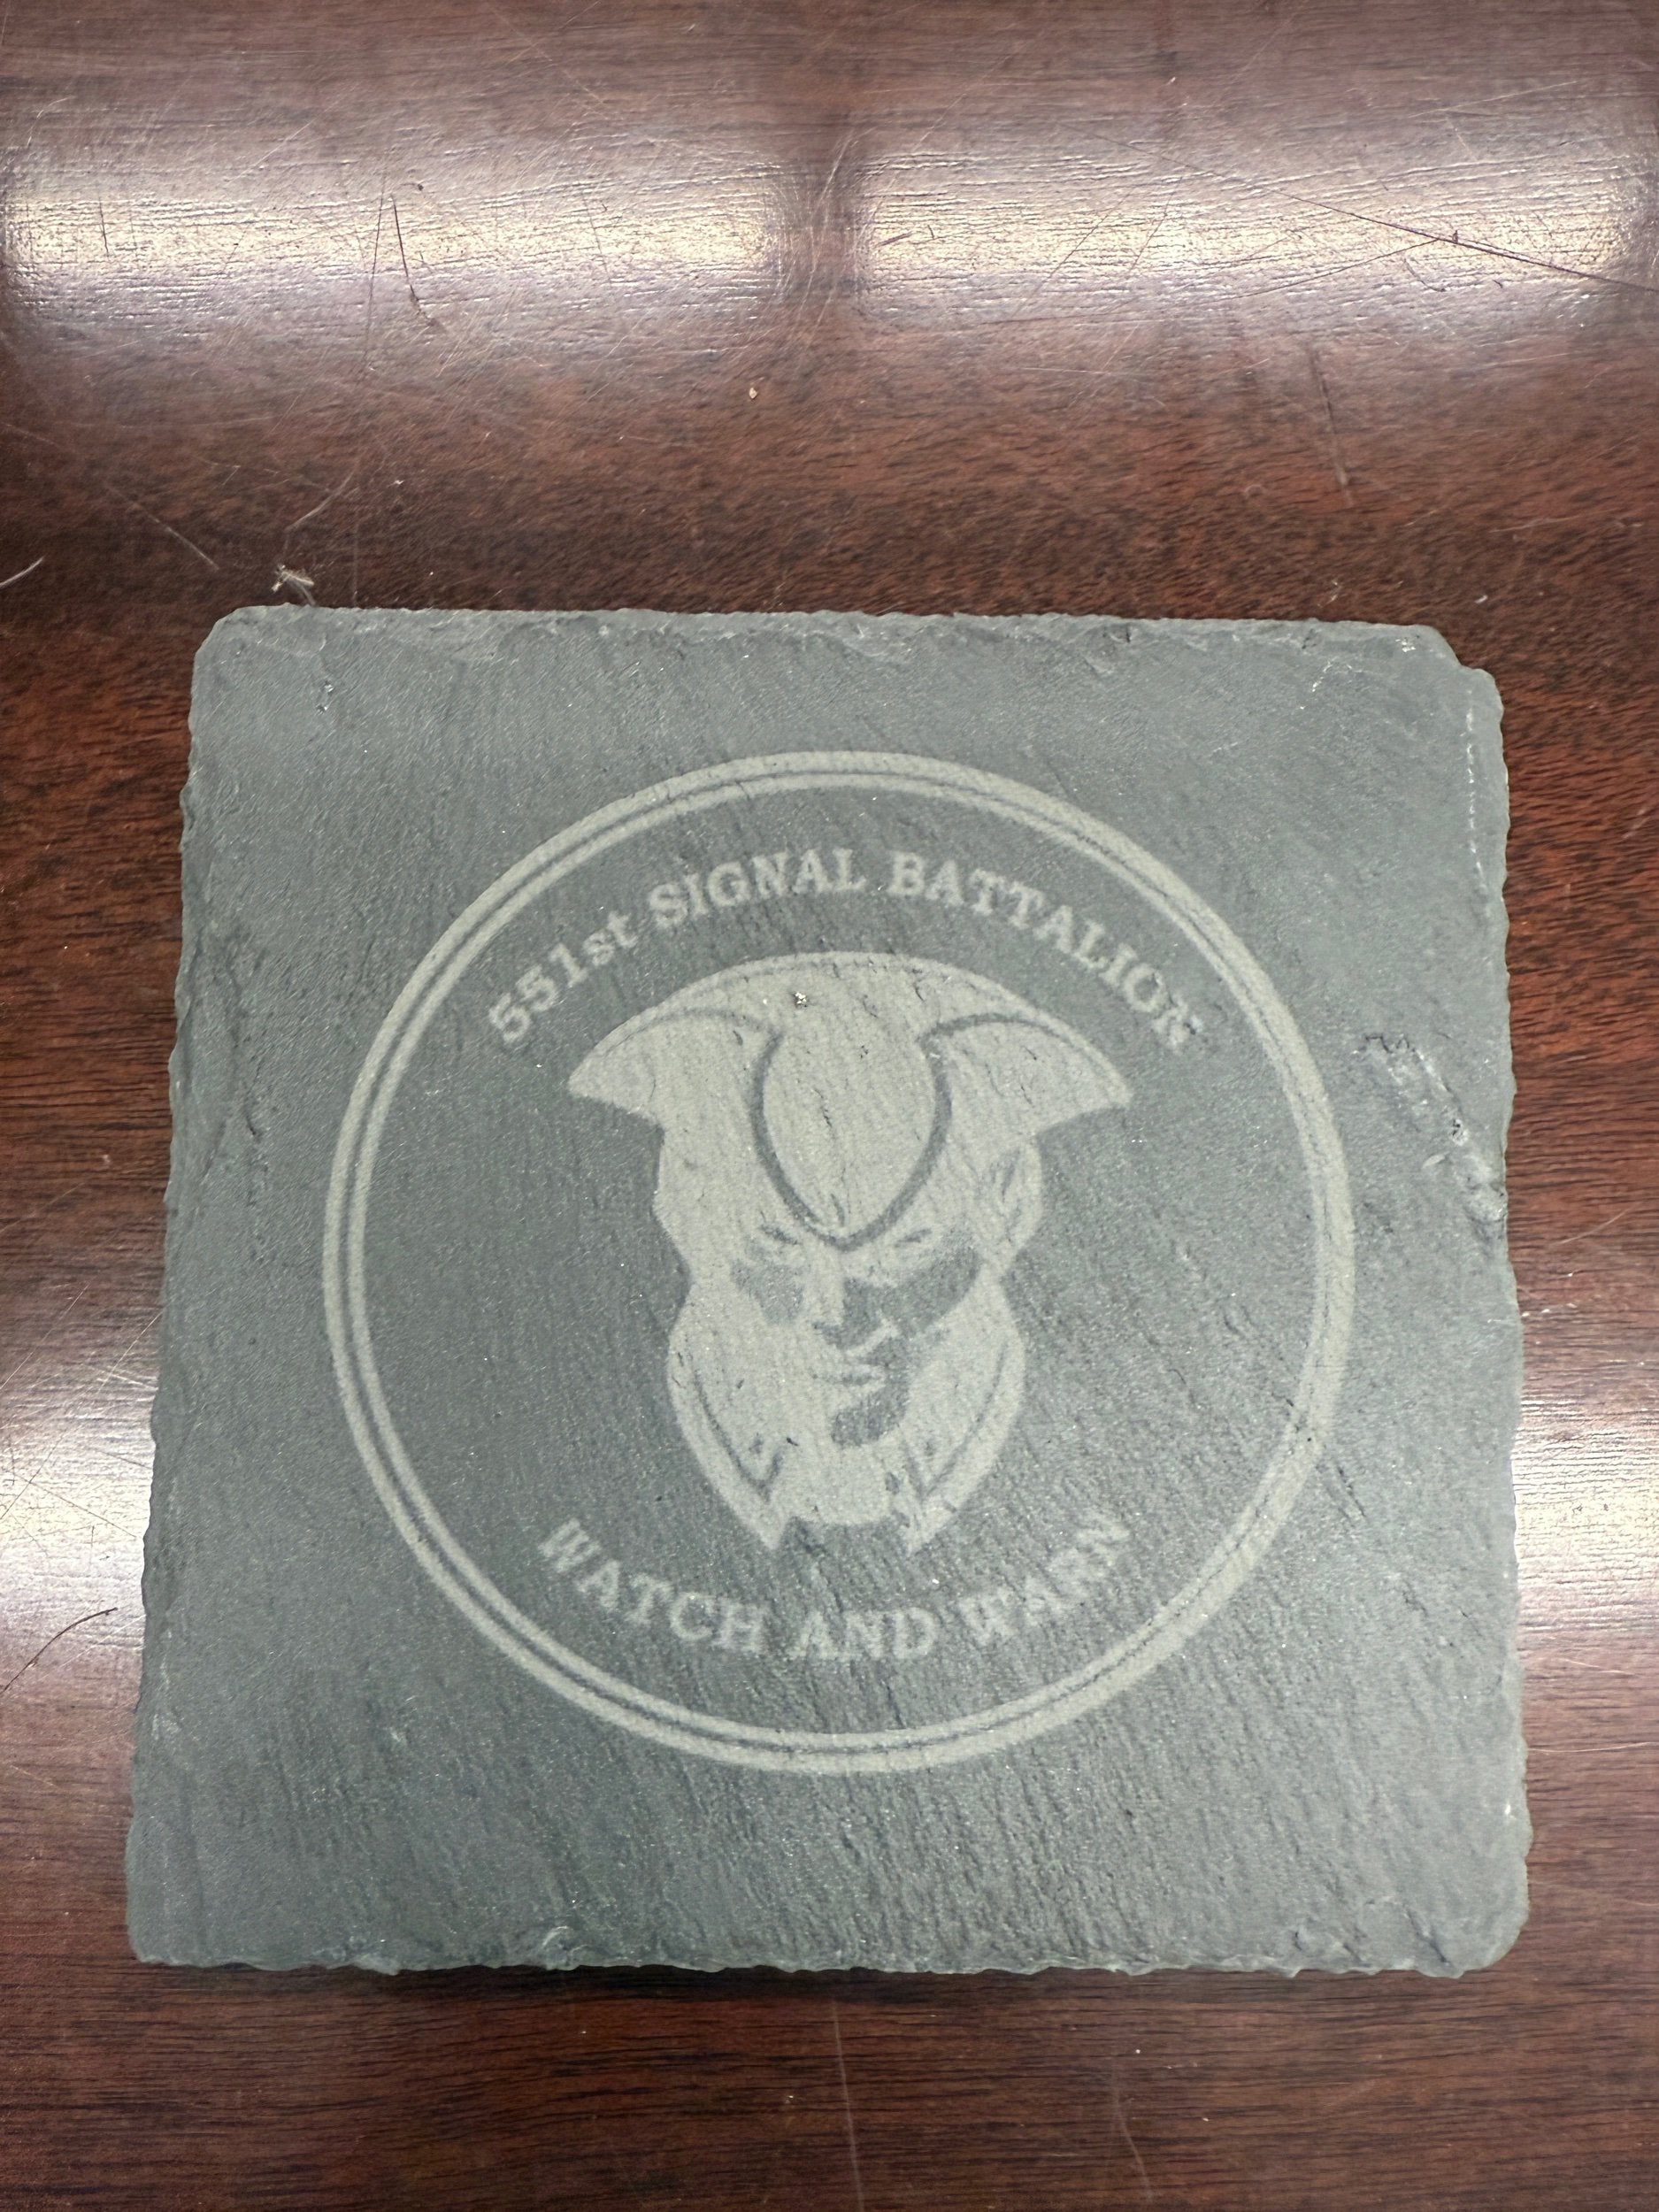 551st SIGNAL BATTALION
WATCH AND WARN